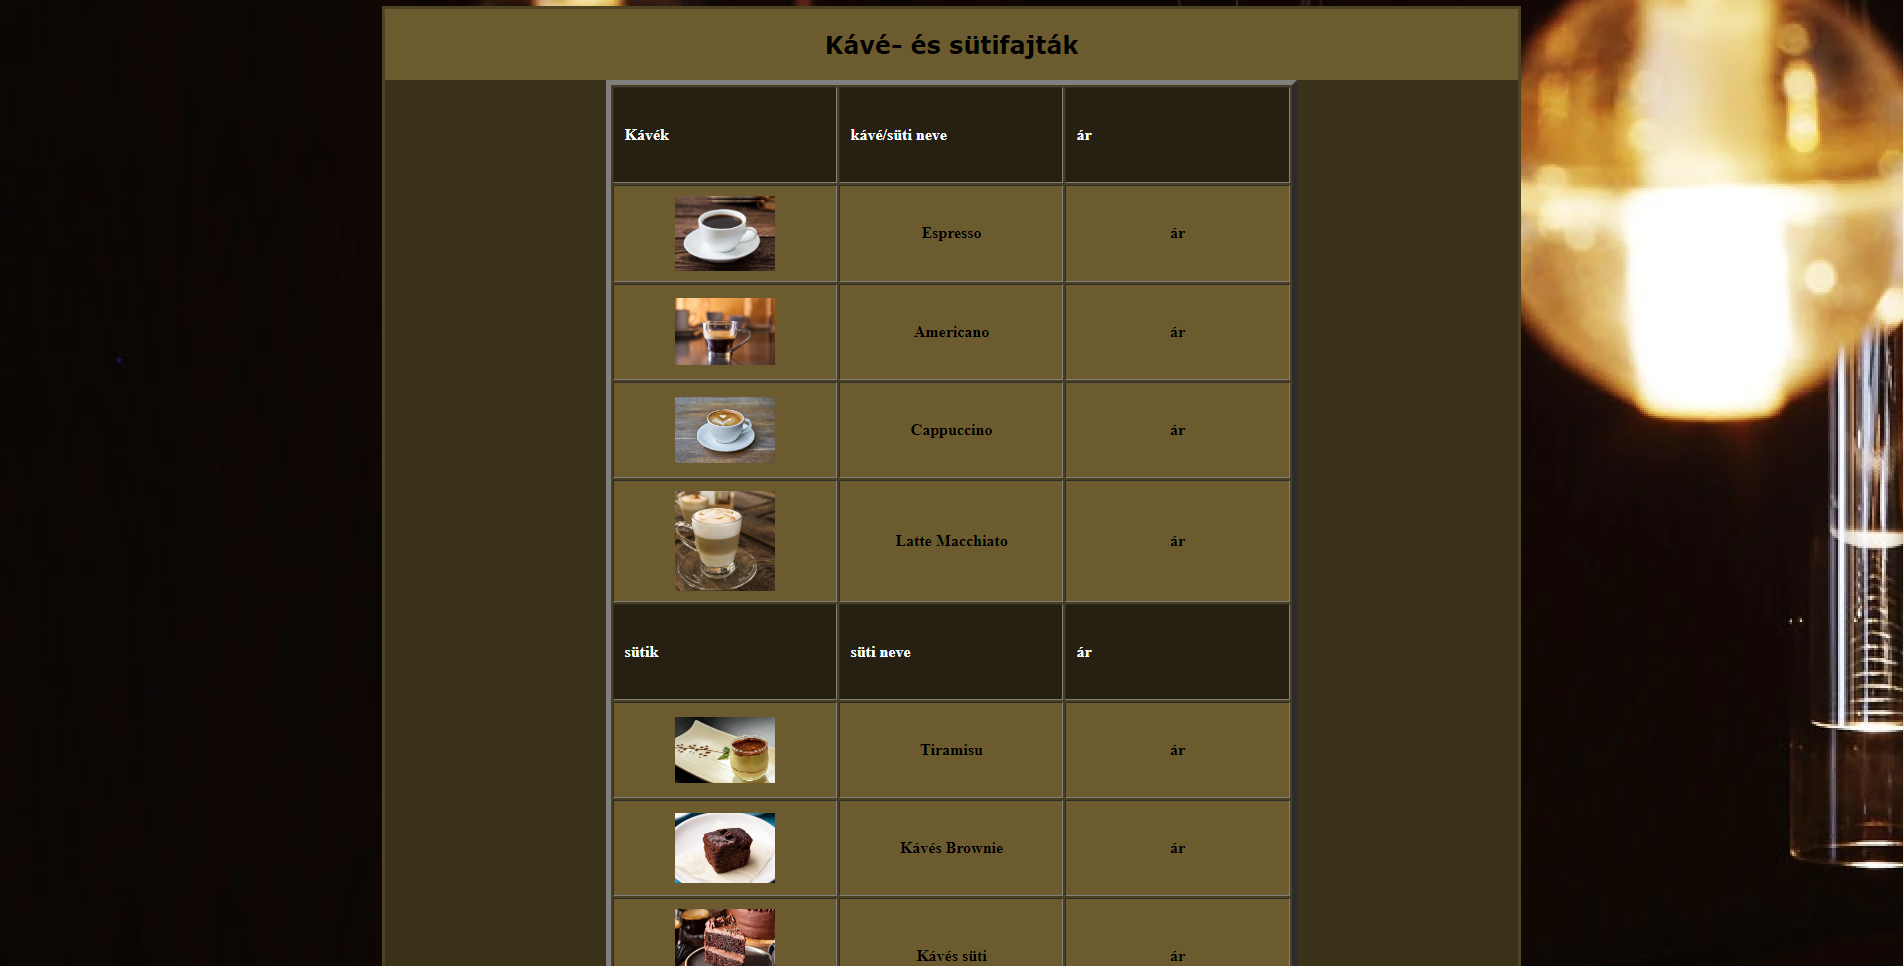 Kávé- és sütifajták
Kávék kávé/süti neve ár
Espresso ár
Americano ár
Cappuccino ár
Latte Macchiato ár
sütik süti neve ár
Tiramisu ár
Kávés Brownie ár
Kávés süti ár